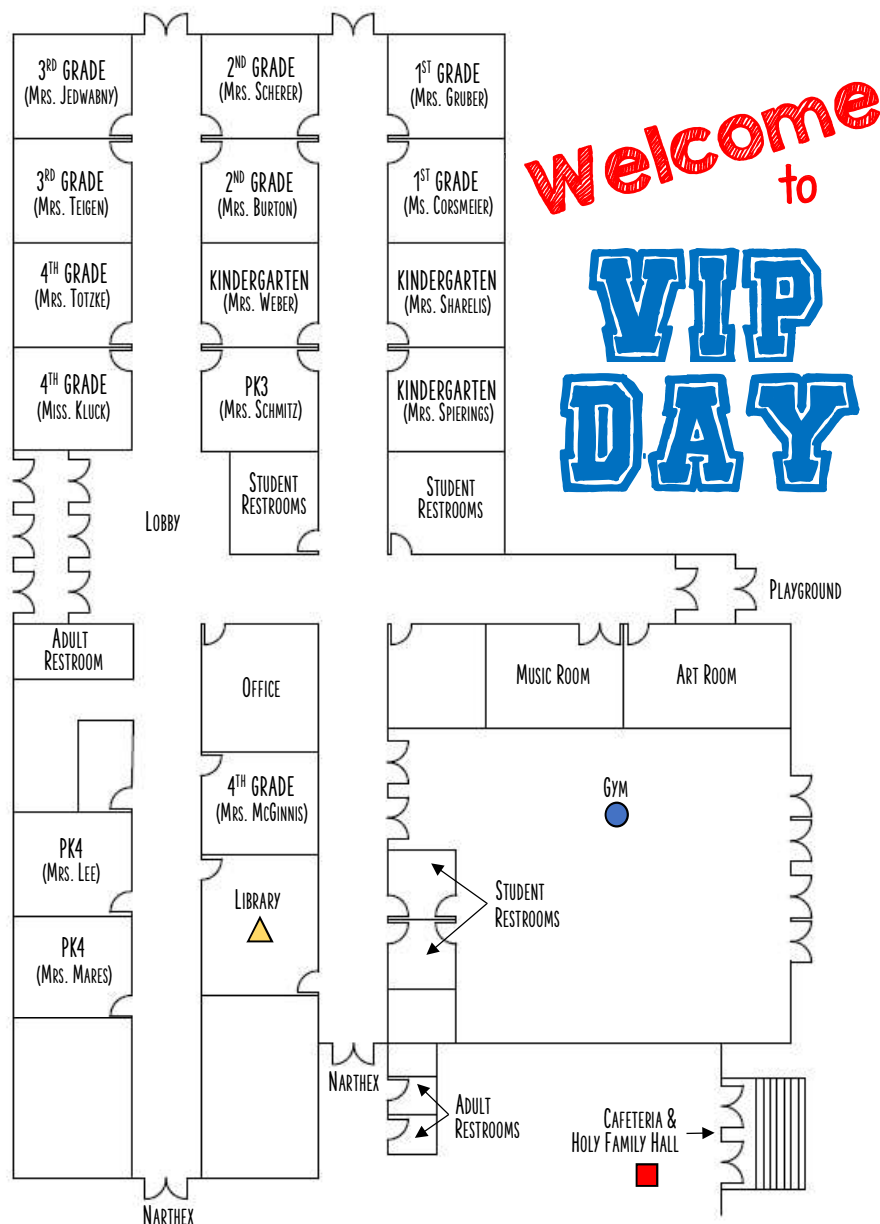 Welcome
to
VIP
DAY
3RD GRADE
(MRS. JEDWABNY)
2ND GRADE
(MRS. SCHERER)
1ST GRADE
(MRS. GRUBER)
3RD GRADE
(MRS. TEIGEN)
2ND GRADE
(MRS. BURTON)
1ST GRADE
(MS. CORSMEIER)
4TH GRADE
(MRS. TOTZKE)
KINDERGARTEN
(MRS. WEBER)
KINDERGARTEN
(MRS. SHARELIS)
4TH GRADE
(MISS. KLUCK)
PK3
(MRS. SCHMITZ)
KINDERGARTEN
(MRS. SPIERINGS)
STUDENT
RESTROOMS
STUDENT
RESTROOMS
LOBBY
PLAYGROUND
ADULT
RESTROOM
OFFICE
MUSIC ROOM
ART ROOM
4TH GRADE
(MRS. MCGINNIS)
GYM
PK4
(MRS. LEE)
LIBRARY
STUDENT
RESTROOMS
PK4
(MRS. MARES)
NARTHEX
ADULT
RESTROOMS
CAFETERIA &
HOLY FAMILY HALL
NARTHEX